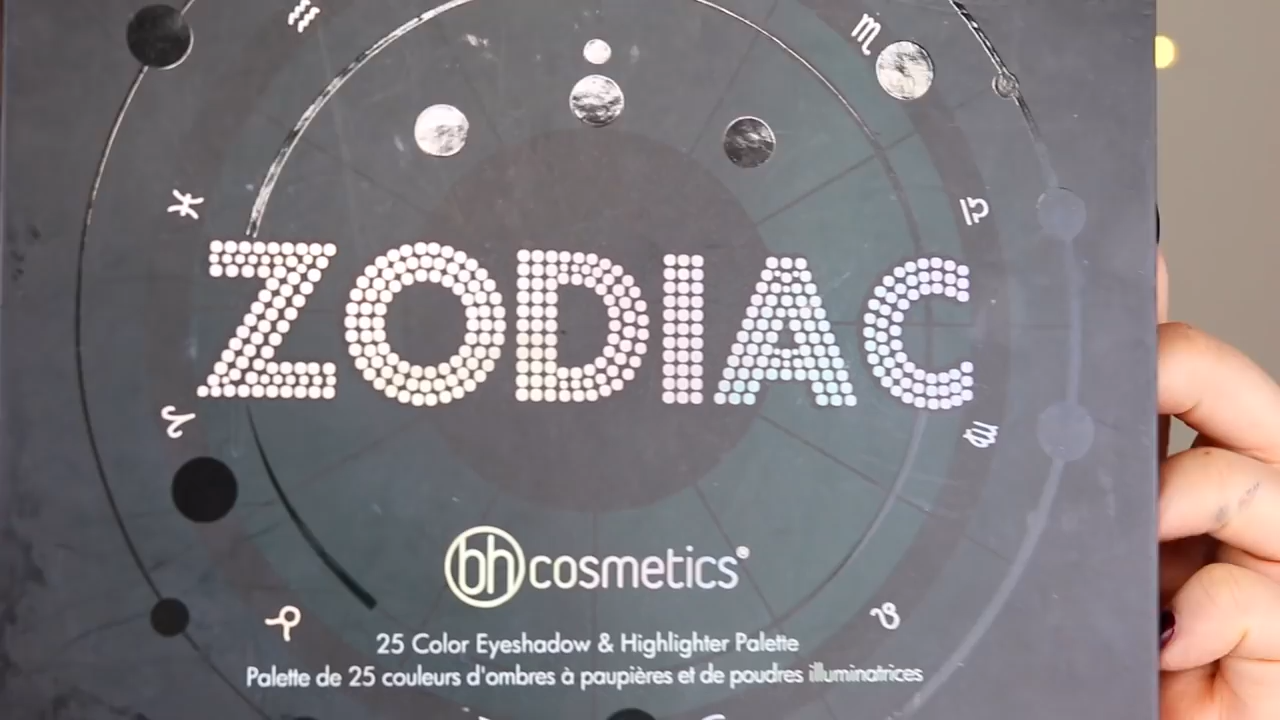 ZODIAC
bhcosmetics®
25 Color Eyeshadow & Highlighter Palette
Palette de 25 couleurs d'ombres à paupières et de poudres illuminatrices